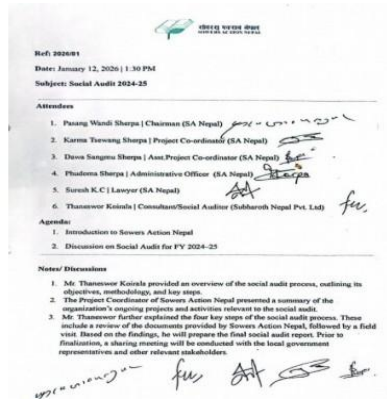 SOWERS ACTION NEPAL
Ref: 2026/01
Date: January 12, 2026 | 1:30 PM
Subject: Social Audit 2024-25
Attendees
1. Pasang Wandi Sherpa | Chairman (SA Nepal)
2. Karma Tsewang Sherpa | Project Co-ordinator (SA Nepal)
3. Dawa Sangmu Sherpa | Asst.Project Co-ordinator (SA Nepal)
4. Phudoma Sherpa | Administrative Officer (SA Nepal)
5. Suresh K.C | Lawyer (SA Nepal)
6. Thaneswor Koirala | Consultant/Social Auditor (Subharoth Nepal Pvt. Ltd)
Agenda:
1. Introduction to Sowers Action Nepal
2. Discussion on Social Audit for FY 2024-25
Notes/ Discussions
1. Mr. Thaneswor Koirala provided an overview of the social audit process, outlining its
objectives, methodology, and key steps.
2. The Project Coordinator of Sowers Action Nepal presented a summary of the
organization's ongoing projects and activities relevant to the social audit.
3. Mr. Thaneswor further explained the four key steps of the social audit process. These
include a review of the documents provided by Sowers Action Nepal, followed by a field
visit. Based on the findings, he will prepare the final social audit report. Prior to
finalization, a sharing meeting will be conducted with the local government
representatives and other relevant stakeholders.